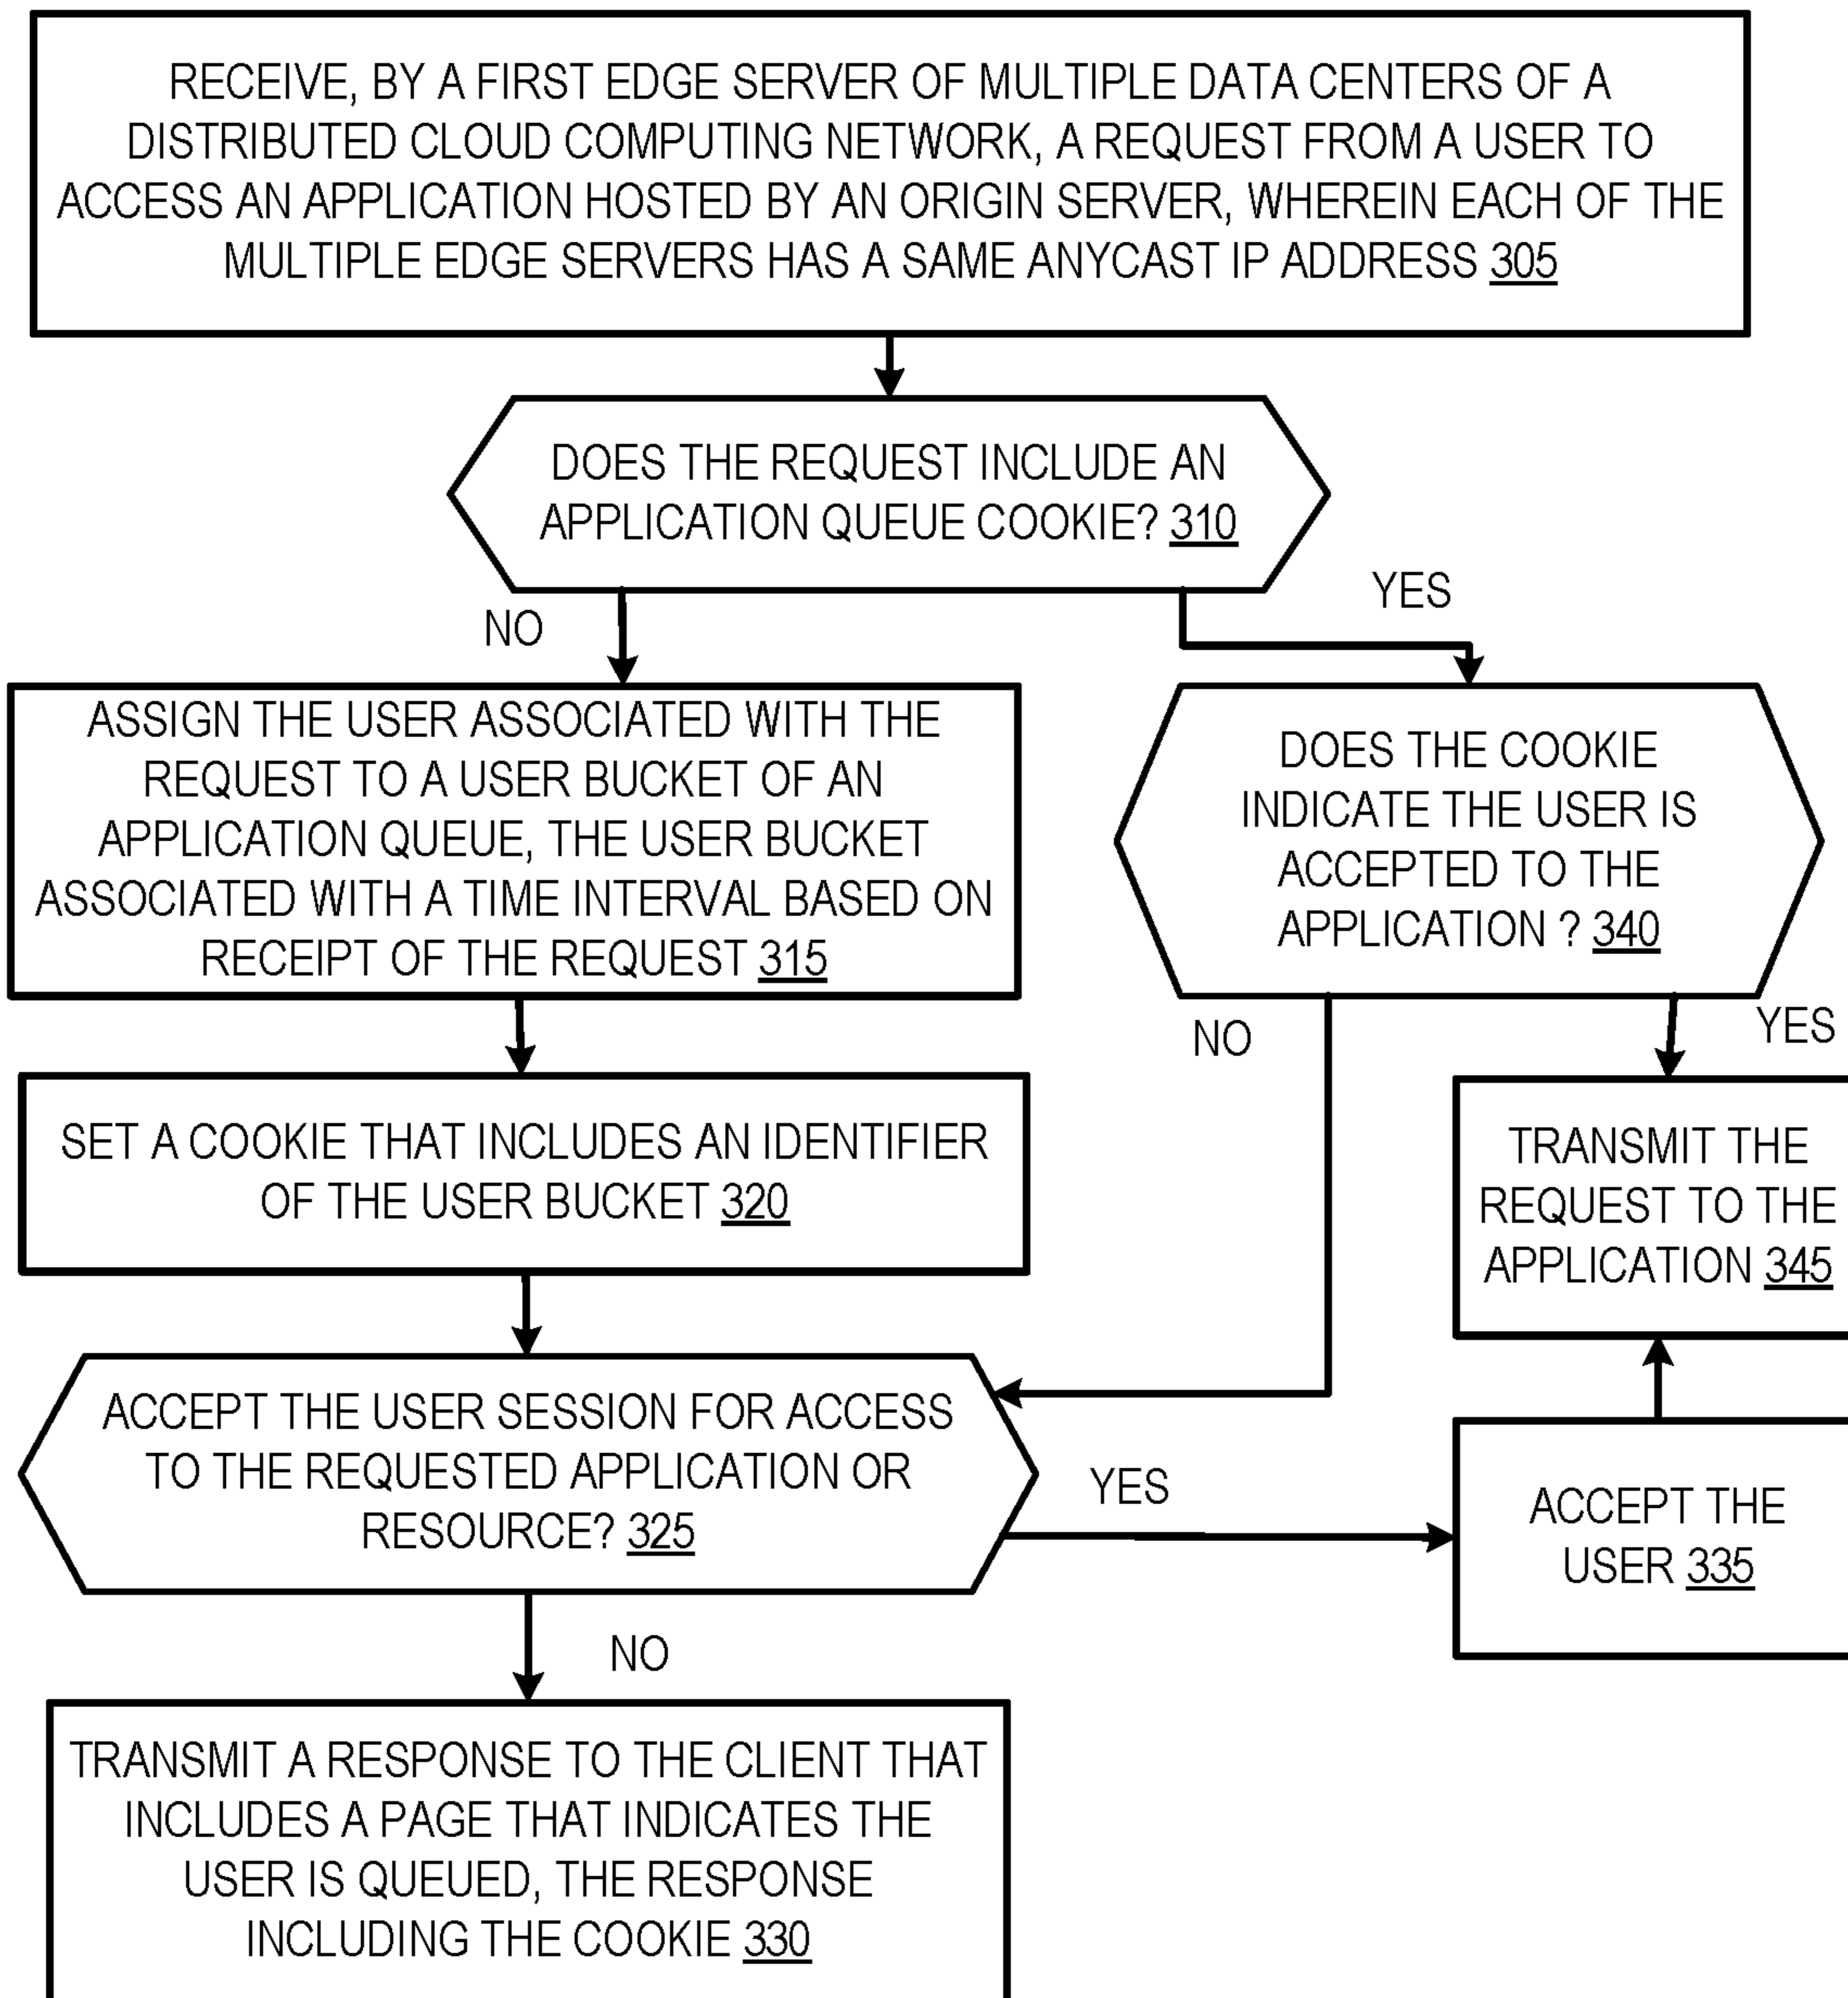 RECEIVE, BY A FIRST EDGE SERVER OF MULTIPLE DATA CENTERS OF A
DISTRIBUTED CLOUD COMPUTING NETWORK, A REQUEST FROM A USER TO
ACCESS AN APPLICATION HOSTED BY AN ORIGIN SERVER, WHEREIN EACH OF THE
MULTIPLE EDGE SERVERS HAS A SAME ANYCAST IP ADDRESS 305
DOES THE REQUEST INCLUDE AN
APPLICATION QUEUE COOKIE? 310
NO
YES
ASSIGN THE USER ASSOCIATED WITH THE
REQUEST TO A USER BUCKET OF AN
APPLICATION QUEUE, THE USER BUCKET
ASSOCIATED WITH A TIME INTERVAL BASED ON
RECEIPT OF THE REQUEST 315
DOES THE COOKIE
INDICATE THE USER IS
ACCEPTED TO THE
APPLICATION ? 340
NO
YES
SET A COOKIE THAT INCLUDES AN IDENTIFIER
OF THE USER BUCKET 320
TRANSMIT THE
REQUEST TO THE
APPLICATION 345
ACCEPT THE USER SESSION FOR ACCESS
TO THE REQUESTED APPLICATION OR
RESOURCE? 325
YES
ACCEPT THE
USER 335
NO
TRANSMIT A RESPONSE TO THE CLIENT THAT
INCLUDES A PAGE THAT INDICATES THE
USER IS QUEUED, THE RESPONSE
INCLUDING THE COOKIE 330